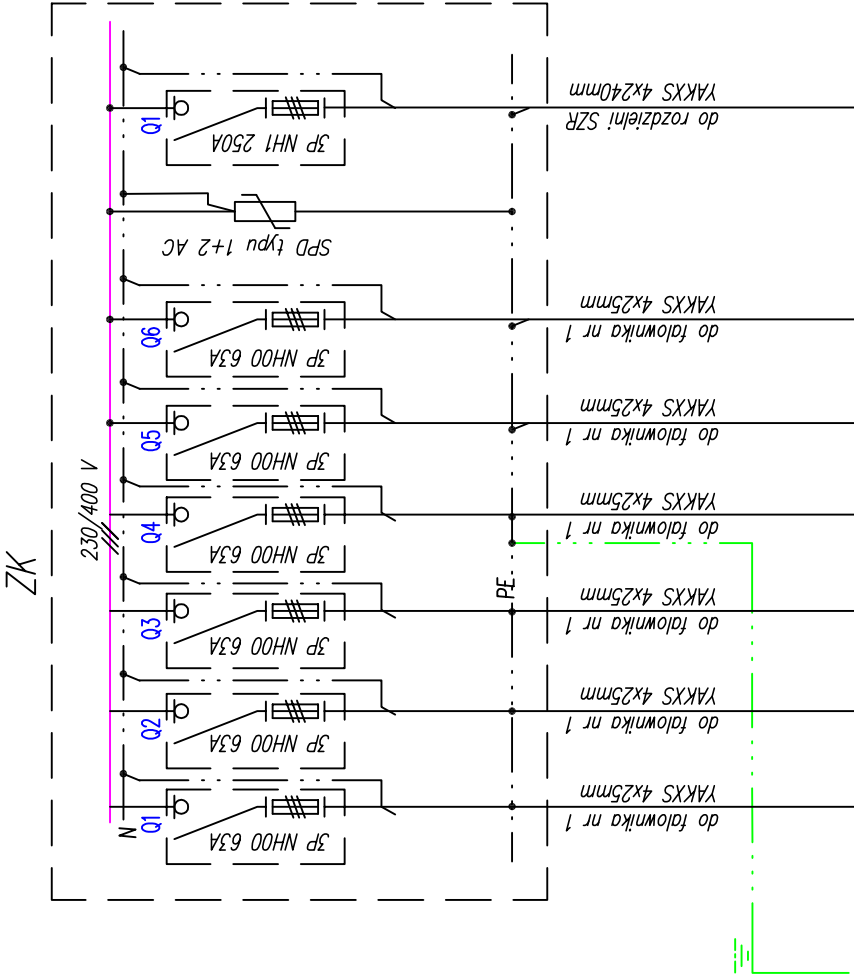 ZK
230/400 V
N
PE
Q1
3P NH1 250A
YAKXS 4x240mm
do rozdzielni SZR
SPD typu 1+2 AC
Q6
3P NH00 63A
YAKXS 4x25mm
do falownika nr 1
Q5
3P NH00 63A
YAKXS 4x25mm
do falownika nr 1
Q4
3P NH00 63A
YAKXS 4x25mm
do falownika nr 1
Q3
3P NH00 63A
YAKXS 4x25mm
do falownika nr 1
Q2
3P NH00 63A
YAKXS 4x25mm
do falownika nr 1
Q1
3P NH00 63A
YAKXS 4x25mm
do falownika nr 1